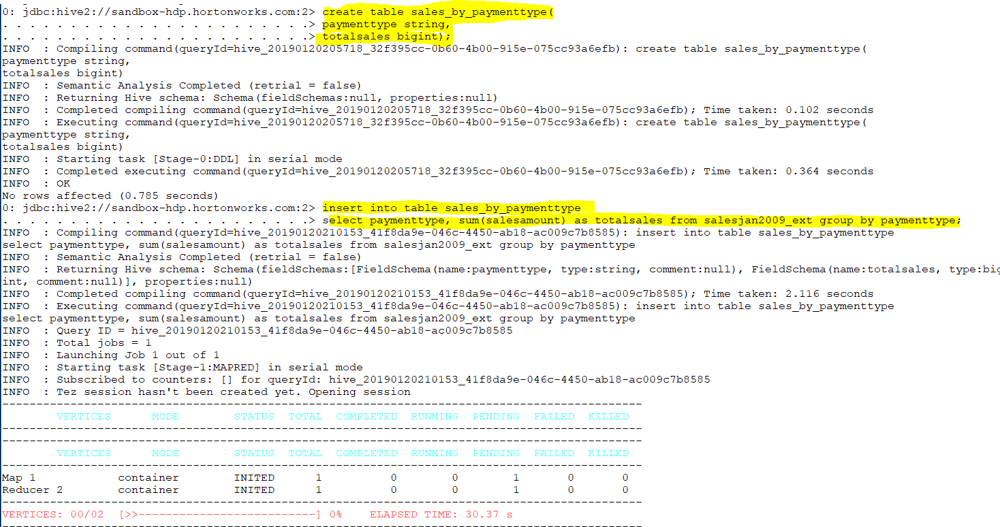 0: jdbc:hive2://sandbox-hdp.hortonworks.com:2> create table sales_by_paymenttype(
. . . . . . . . . . . . . . . . . . . . . . .> paymenttype string,
. . . . . . . . . . . . . . . . . . . . . . .> totalsales bigint);
INFO  : Compiling command(queryId=hive_20190120205718_32f395cc-0b60-4b00-915e-075cc93a6efb): create table sales_by_paymenttype(
paymenttype string,
totalsales bigint)
INFO  : Semantic Analysis Completed (retrial = false)
INFO  : Returning Hive schema: Schema(fieldSchemas:null, properties:null)
INFO  : Completed compiling command(queryId=hive_20190120205718_32f395cc-0b60-4b00-915e-075cc93a6efb); Time taken: 0.102 seconds
INFO  : Executing command(queryId=hive_20190120205718_32f395cc-0b60-4b00-915e-075cc93a6efb): create table sales_by_paymenttype(
paymenttype string,
totalsales bigint)
INFO  : Starting task [Stage-0:DDL] in serial mode
INFO  : Completed executing command(queryId=hive_20190120205718_32f395cc-0b60-4b00-915e-075cc93a6efb); Time taken: 0.364 seconds
INFO  : OK
No rows affected (0.785 seconds)
0: jdbc:hive2://sandbox-hdp.hortonworks.com:2> insert into table sales_by_paymenttype
. . . . . . . . . . . . . . . . . . . . . . .> select paymenttype, sum(salesamount) as totalsales from salesjan2009_ext group by paymenttype;
INFO  : Compiling command(queryId=hive_20190120210153_41f8da9e-046c-4450-ab18-ac009c7b8585): insert into table sales_by_paymenttype
select paymenttype, sum(salesamount) as totalsales from salesjan2009_ext group by paymenttype
INFO  : Semantic Analysis Completed (retrial = false)
INFO  : Returning Hive schema: Schema(fieldSchemas:[FieldSchema(name:paymenttype, type:string, comment:null), FieldSchema(name:totalsales, type:big
int, comment:null)], properties:null)
INFO  : Completed compiling command(queryId=hive_20190120210153_41f8da9e-046c-4450-ab18-ac009c7b8585); Time taken: 2.116 seconds
INFO  : Executing command(queryId=hive_20190120210153_41f8da9e-046c-4450-ab18-ac009c7b8585): insert into table sales_by_paymenttype
select paymenttype, sum(salesamount) as totalsales from salesjan2009_ext group by paymenttype
INFO  : Query ID = hive_20190120210153_41f8da9e-046c-4450-ab18-ac009c7b8585
INFO  : Total jobs = 1
INFO  : Launching Job 1 out of 1
INFO  : Starting task [Stage-1:MAPRED] in serial mode
INFO  : Subscribed to counters: [] for queryId: hive_20190120210153_41f8da9e-046c-4450-ab18-ac009c7b8585
INFO  : Tez session hasn't been created yet. Opening session
----------------------------------------------------------------------------------------------
        VERTICES      MODE        STATUS  TOTAL  COMPLETED  RUNNING  PENDING  FAILED  KILLED
----------------------------------------------------------------------------------------------
----------------------------------------------------------------------------------------------
        VERTICES      MODE        STATUS  TOTAL  COMPLETED  RUNNING  PENDING  FAILED  KILLED
----------------------------------------------------------------------------------------------
Map 1            container        INITED      1          0        0        1       0       0
Reducer 2        container        INITED      1          0        0        1       0       0
----------------------------------------------------------------------------------------------
VERTICES: 00/02  [>>--------------------------] 0%    ELAPSED TIME: 30.37 s
----------------------------------------------------------------------------------------------